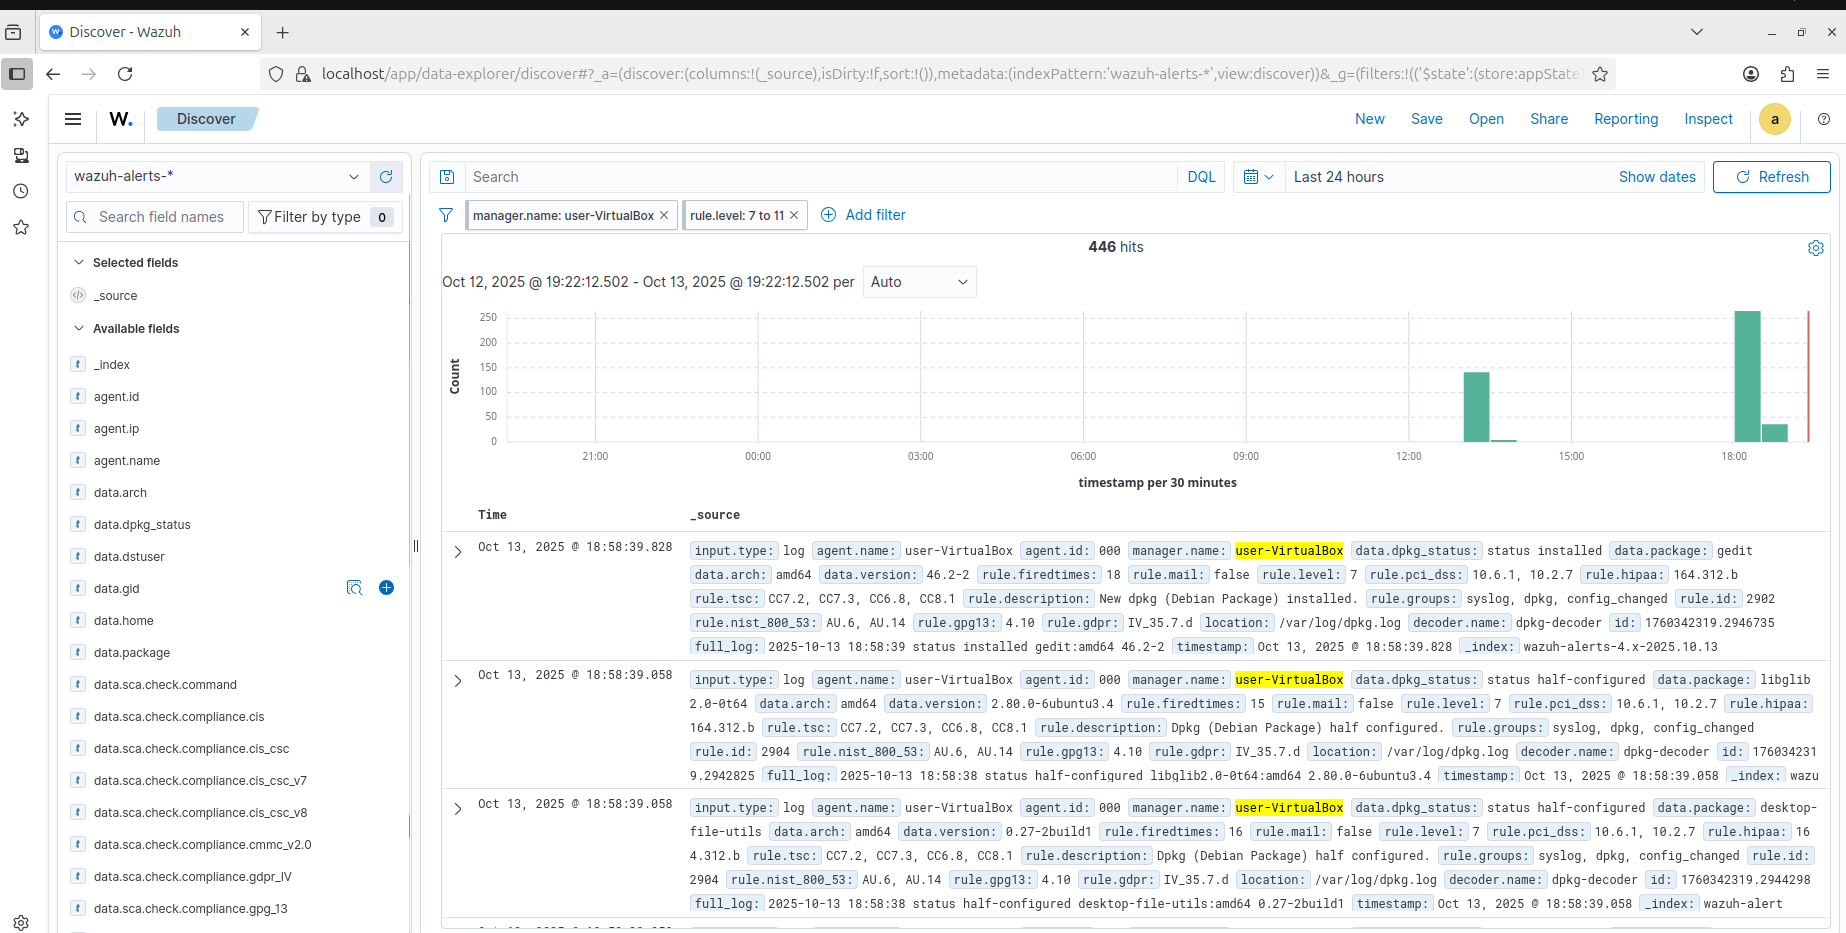 Discover - Wazuh
localhost/app/data-explorer/discover#?_a=(discover:(columns:!(_source),isDirty:!f,sort:!()),metadata:(indexPattern:'wazuh-alerts-*',view:discover))&_g=(filters:!(('$state':(store:appState
W. Discover New Save Open Share Reporting Inspect a
wazuh-alerts-* Search DQL Last 24 hours Show dates Refresh
Search field names Filter by type 0
manager.name: user-VirtualBox rule.level: 7 to 11 Add filter
446 hits
Selected fields
_source
Available fields
_index
agent.id
agent.ip
agent.name
data.arch
data.dpkg_status
data.dstuser
data.gid
data.home
data.package
data.sca.check.command
data.sca.check.compliance.cis
data.sca.check.compliance.cis_csc
data.sca.check.compliance.cis_csc_v7
data.sca.check.compliance.cis_csc_v8
data.sca.check.compliance.cmmc_v2.0
data.sca.check.compliance.gdpr_IV
data.sca.check.compliance.gpg_13
Oct 12, 2025 @ 19:22:12.502 - Oct 13, 2025 @ 19:22:12.502 per Auto
Count
250
200
150
100
50
0
21:00 00:00 03:00 06:00 09:00 12:00 15:00 18:00
timestamp per 30 minutes
Time _source
Oct 13, 2025 @ 18:58:39.828
input.type: log agent.name: user-VirtualBox agent.id: 000 manager.name: user-VirtualBox data.dpkg_status: status installed data.package: gedit
data.arch: amd64 data.version: 46.2-2 rule.firedtimes: 18 rule.mail: false rule.level: 7 rule.pci_dss: 10.6.1, 10.2.7 rule.hipaa: 164.312.b
rule.tsc: CC7.2, CC7.3, CC6.8, CC8.1 rule.description: New dpkg (Debian Package) installed. rule.groups: syslog, dpkg, config_changed rule.id: 2902
rule.nist_800_53: AU.6, AU.14 rule.gpg13: 4.10 rule.gdpr: IV_35.7.d location: /var/log/dpkg.log decoder.name: dpkg-decoder id: 1760342319.2946735
full_log: 2025-10-13 18:58:39 status installed gedit:amd64 46.2-2 timestamp: Oct 13, 2025 @ 18:58:39.828 _index: wazuh-alerts-4.x-2025.10.13
Oct 13, 2025 @ 18:58:39.058
input.type: log agent.name: user-VirtualBox agent.id: 000 manager.name: user-VirtualBox data.dpkg_status: status half-configured data.package: libglib
2.0-0t64 data.arch: amd64 data.version: 2.80.0-6ubuntu3.4 rule.firedtimes: 15 rule.mail: false rule.level: 7 rule.pci_dss: 10.6.1, 10.2.7 rule.hipaa:
164.312.b rule.tsc: CC7.2, CC7.3, CC6.8, CC8.1 rule.description: Dpkg (Debian Package) half configured. rule.groups: syslog, dpkg, config_changed
rule.id: 2904 rule.nist_800_53: AU.6, AU.14 rule.gpg13: 4.10 rule.gdpr: IV_35.7.d location: /var/log/dpkg.log decoder.name: dpkg-decoder id: 176034231
9.2942825 full_log: 2025-10-13 18:58:38 status half-configured libglib2.0-0t64:amd64 2.80.0-6ubuntu3.4 timestamp: Oct 13, 2025 @ 18:58:39.058 _index: wazu
Oct 13, 2025 @ 18:58:39.058
input.type: log agent.name: user-VirtualBox agent.id: 000 manager.name: user-VirtualBox data.dpkg_status: status half-configured data.package: desktop-
file-utils data.arch: amd64 data.version: 0.27-2build1 rule.firedtimes: 16 rule.mail: false rule.level: 7 rule.pci_dss: 10.6.1, 10.2.7 rule.hipaa: 16
4.312.b rule.tsc: CC7.2, CC7.3, CC6.8, CC8.1 rule.description: Dpkg (Debian Package) half configured. rule.groups: syslog, dpkg, config_changed rule.id:
2904 rule.nist_800_53: AU.6, AU.14 rule.gpg13: 4.10 rule.gdpr: IV_35.7.d location: /var/log/dpkg.log decoder.name: dpkg-decoder id: 1760342319.2944298
full_log: 2025-10-13 18:58:38 status half-configured desktop-file-utils:amd64 0.27-2build1 timestamp: Oct 13, 2025 @ 18:58:39.058 _index: wazuh-alert